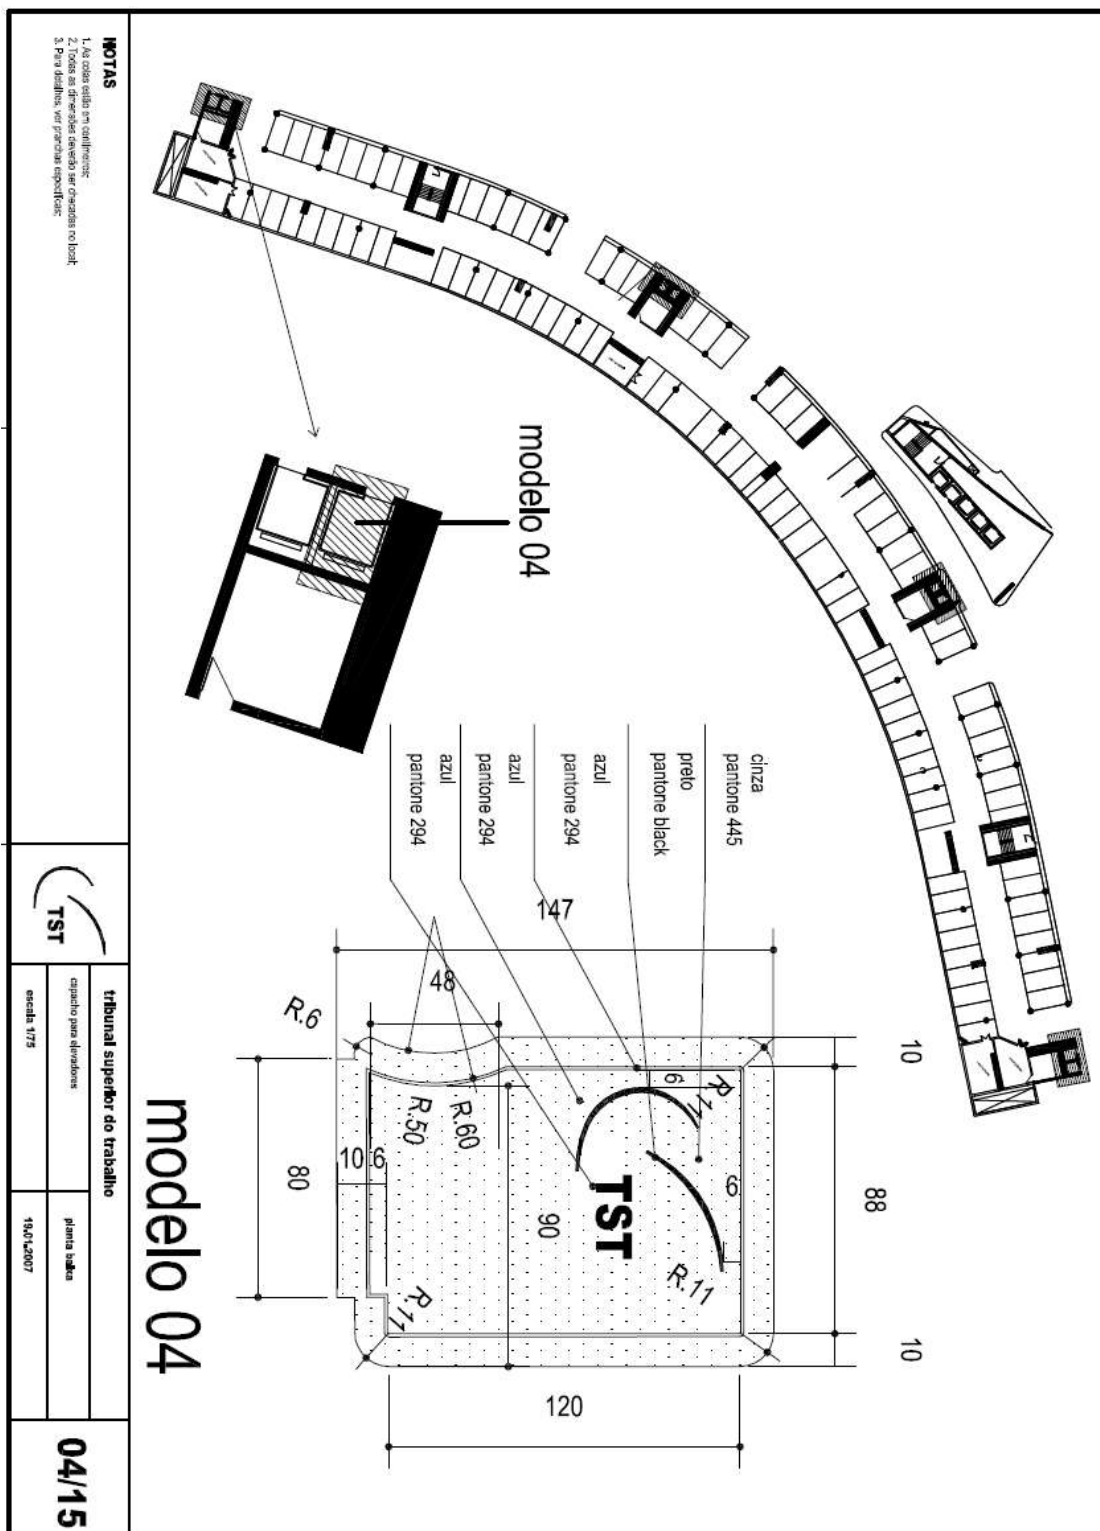 NOTAS
1. As cotas estão em centímetros;
2. Todas as dimensões deverão ser checadas no local;
3. Para detalhes, ver pranchas específicas;
modelo 04
cinza
pantone 445
preto
pantone black
azul
pantone 294
azul
pantone 294
azul
pantone 294
147
48
R.6
10
R.11
6
R.60
R.50
10
6
80
90
TST
6
88
R.11
R.11
10
120
modelo 04
TST
tribunal superior do trabalho
capacho para elevadores
planta baixa
escala 1/75
19.01.2007
04/15